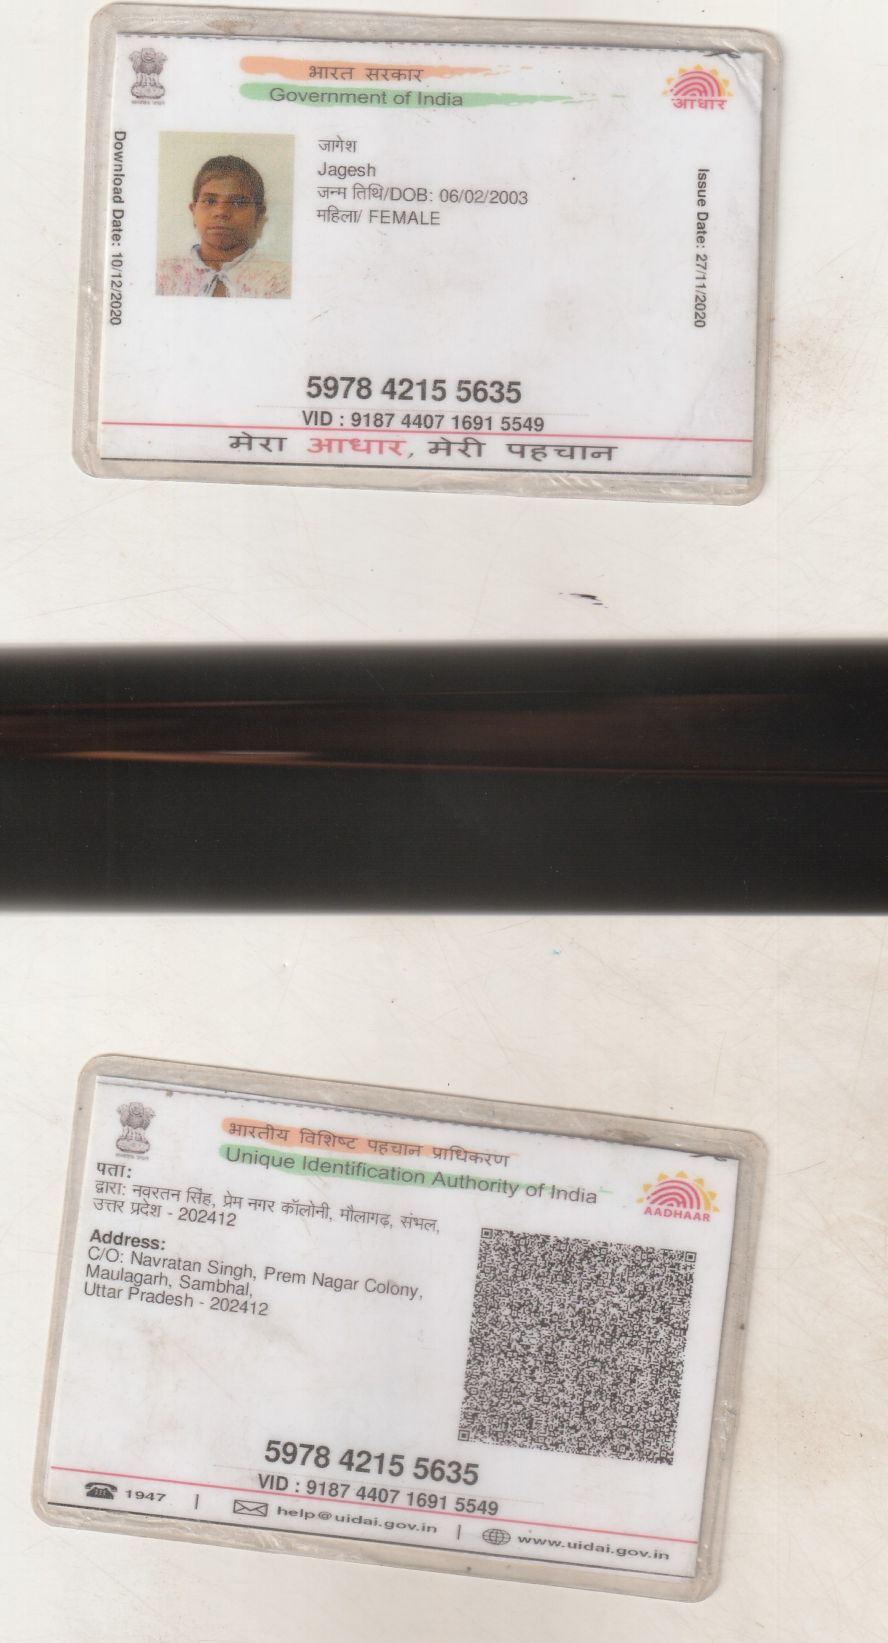 भारत सरकार
Government of India
आधार
Download Date: 10/12/2020
Issue Date: 27/11/2020
जागेश
Jagesh
जन्म तिथि/DOB: 06/02/2003
महिला/ FEMALE
5978 4215 5635
VID : 9187 4407 1691 5549
मेरा आधार, मेरी पहचान
भारतीय विशिष्ट पहचान प्राधिकरण
Unique Identification Authority of India
AADHAAR
पता:
द्वारा: नवरतन सिंह, प्रेम नगर कॉलोनी, मौलागढ़, संभल,
उत्तर प्रदेश - 202412
Address:
C/O: Navratan Singh, Prem Nagar Colony,
Maulagarh, Sambhal,
Uttar Pradesh - 202412
5978 4215 5635
VID : 9187 4407 1691 5549
1947 | help@uidai.gov.in | www.uidai.gov.in